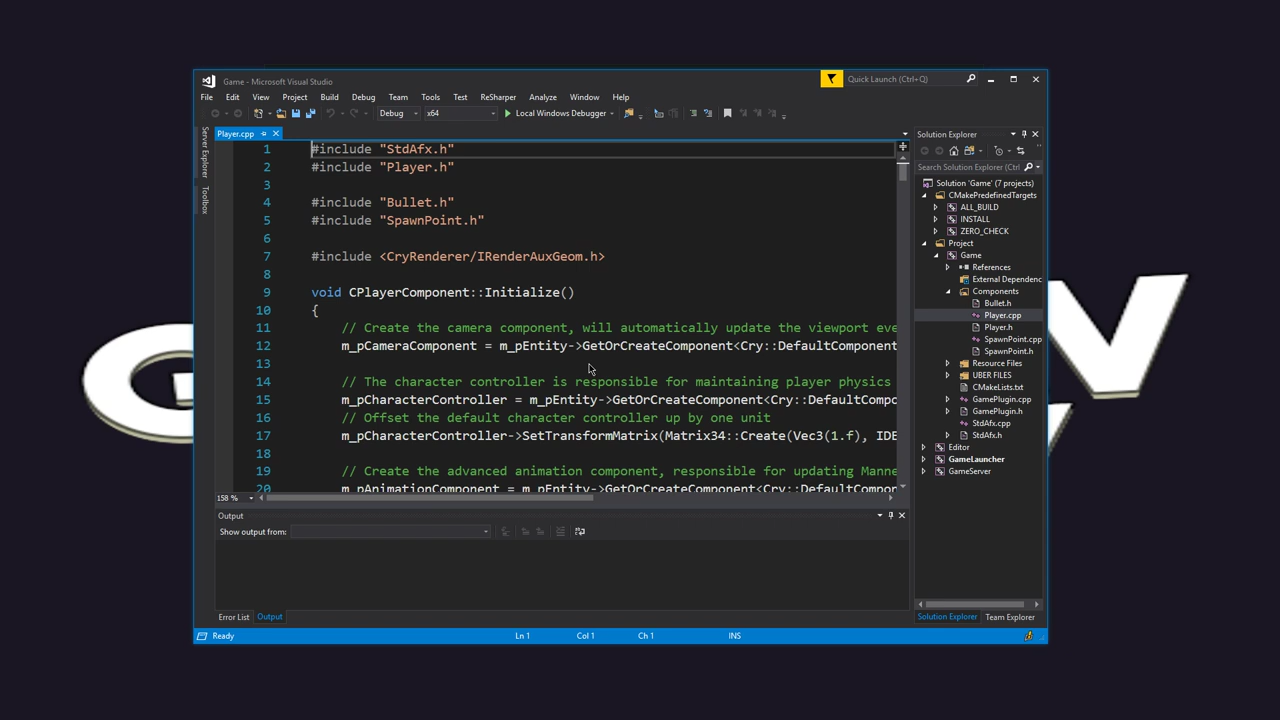 Game - Microsoft Visual Studio
Quick Launch (Ctrl+Q)
File Edit View Project Build Debug Team Tools Test ReSharper Analyze Window Help
Debug x64 Local Windows Debugger
Server Explorer
Toolbox
Player.cpp
1 #include "StdAfx.h"
2 #include "Player.h"
3
4 #include "Bullet.h"
5 #include "SpawnPoint.h"
6
7 #include <CryRenderer/IRenderAuxGeom.h>
8
9 void CPlayerComponent::Initialize()
10 {
11 // Create the camera component, will automatically update the viewport eve
12 m_pCameraComponent = m_pEntity->GetOrCreateComponent<Cry::DefaultComponent
13
14 // The character controller is responsible for maintaining player physics
15 m_pCharacterController = m_pEntity->GetOrCreateComponent<Cry::DefaultCompo
16 // Offset the default character controller up by one unit
17 m_pCharacterController->SetTransformMatrix(Matrix34::Create(Vec3(1.f), IDE
18
19 // Create the advanced animation component, responsible for updating Manne
20 m_pAnimationComponent = m_pEntity->GetOrCreateComponent<Cry::DefaultCompon
158 %
Output
Show output from:
Error List Output
Solution Explorer
Search Solution Explorer (Ctrl
Solution 'Game' (7 projects)
CMakePredefinedTargets
ALL_BUILD
INSTALL
ZERO_CHECK
Project
Game
References
External Dependenc
Components
Bullet.h
Player.cpp
Player.h
SpawnPoint.cpp
SpawnPoint.h
Resource Files
UBER FILES
CMakeLists.txt
GamePlugin.cpp
GamePlugin.h
StdAfx.cpp
StdAfx.h
Editor
GameLauncher
GameServer
Solution Explorer Team Explorer
Ready Ln 1 Col 1 Ch 1 INS